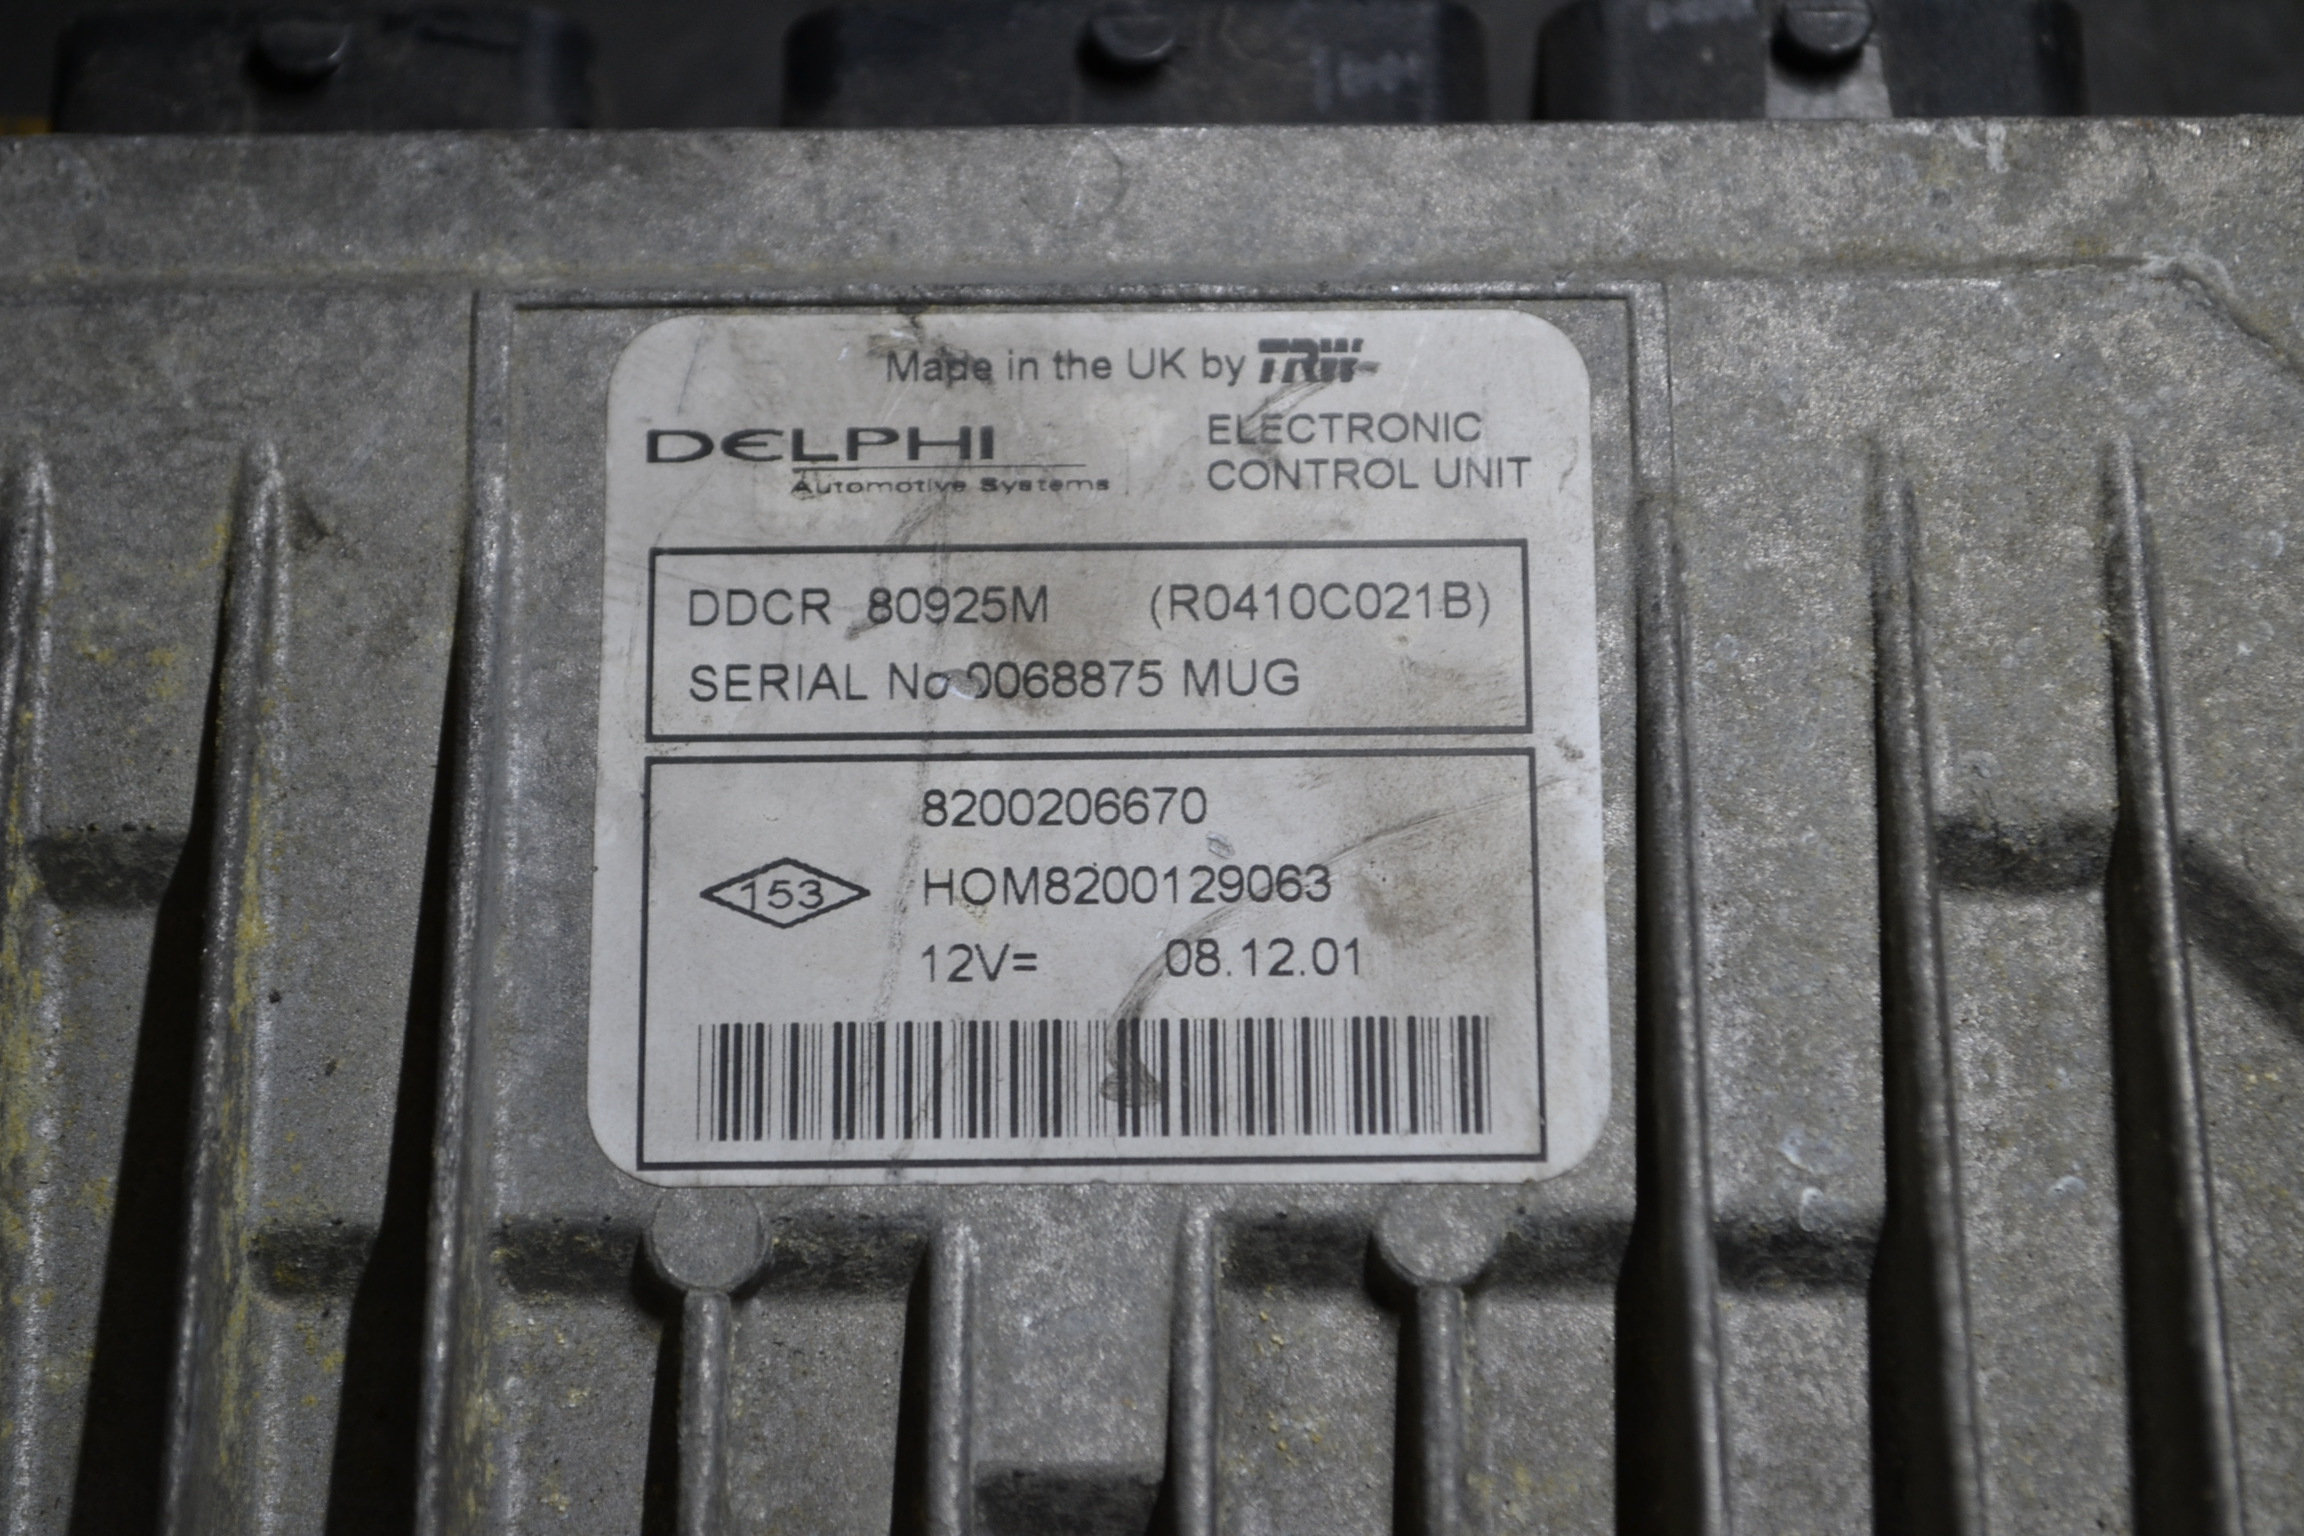 Made in the UK by TRW
DELPHI
Automotive Systems
ELECTRONIC
CONTROL UNIT
DDCR 80925M (R0410C021B)
SERIAL No 0068875 MUG
8200206670
153 HOM8200129063
12V= 08.12.01